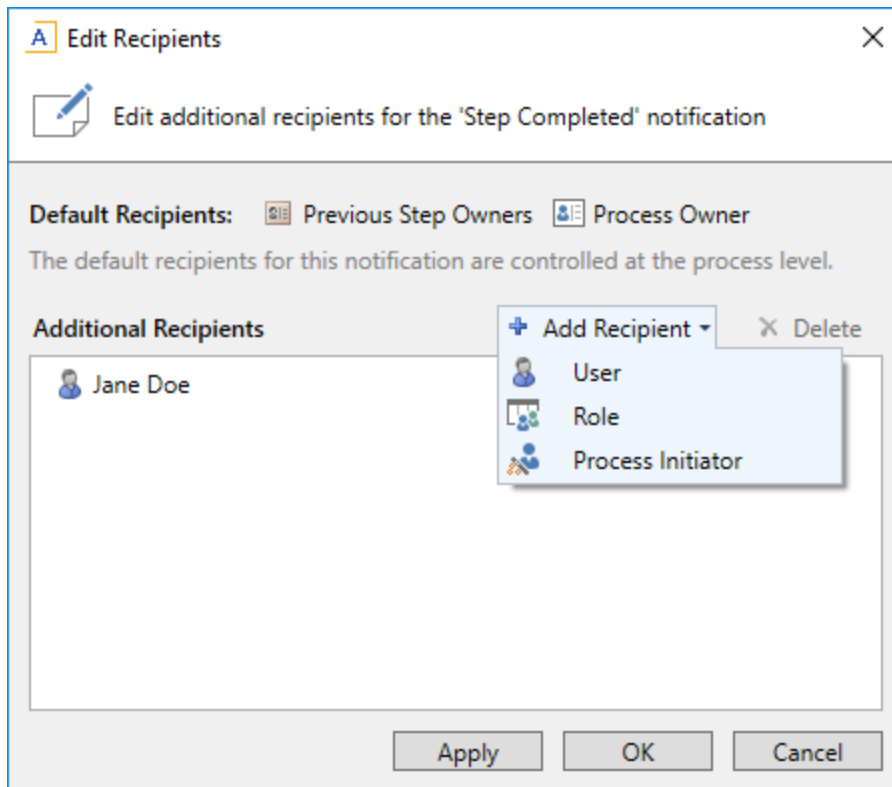 A Edit Recipients
Edit additional recipients for the 'Step Completed' notification
Default Recipients: Previous Step Owners Process Owner
The default recipients for this notification are controlled at the process level.
Additional Recipients Add Recipient Delete
Jane Doe
User
Role
Process Initiator
Apply OK Cancel